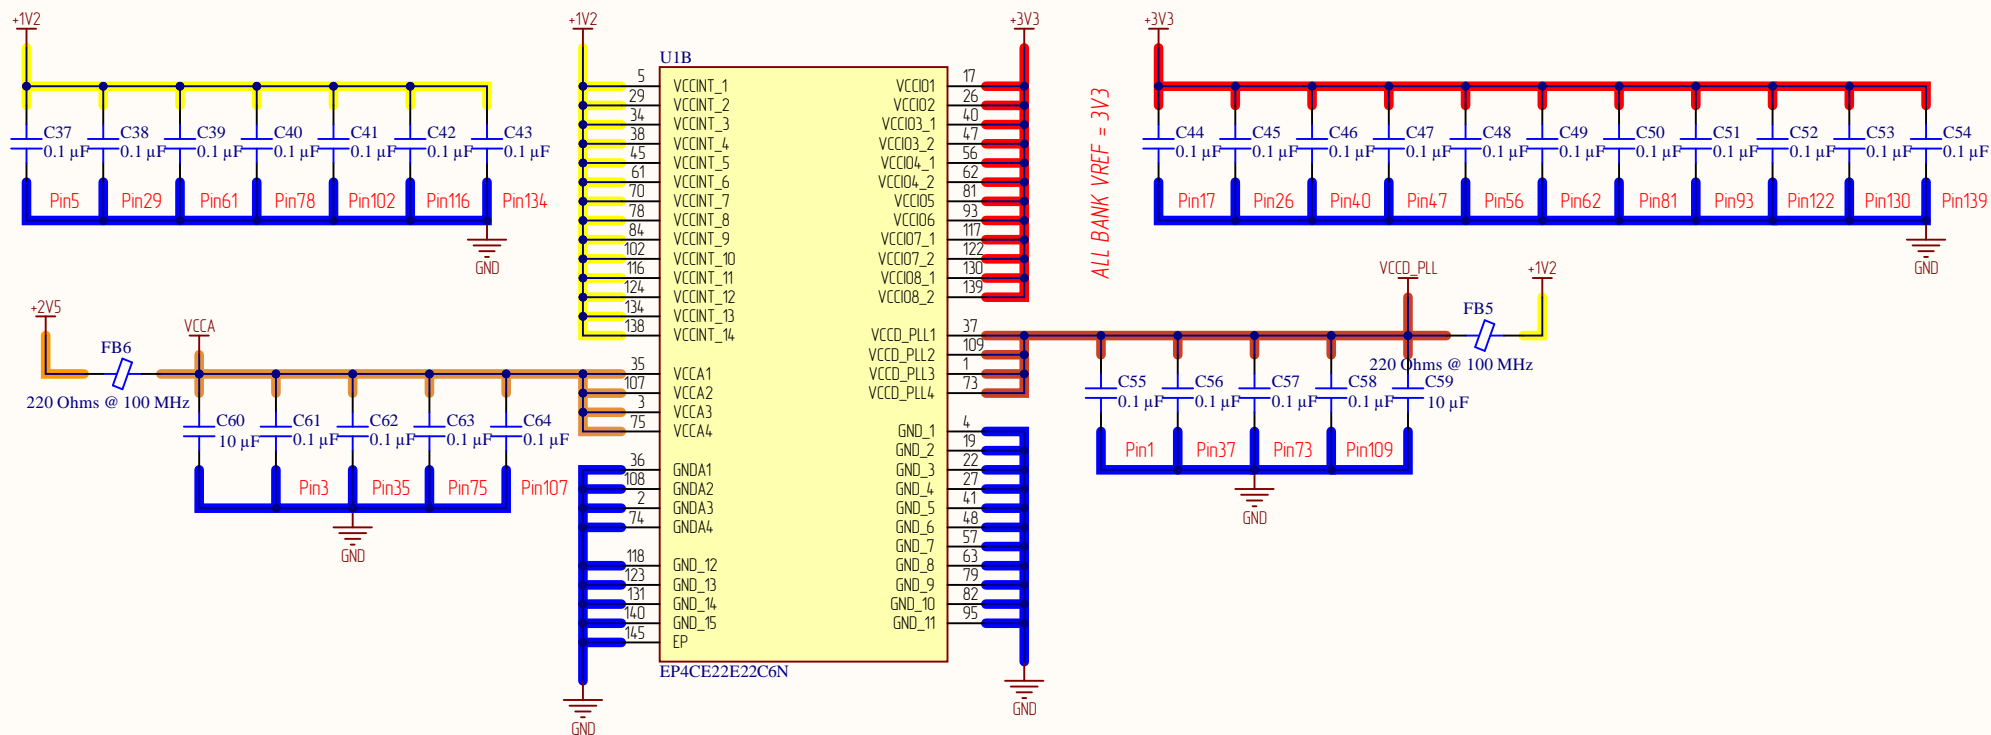 +1V2
+1V2
+3V3
+3V3
U1B
5 VCCINT_1
29 VCCINT_2
34 VCCINT_3
38 VCCINT_4
45 VCCINT_5
61 VCCINT_6
70 VCCINT_7
78 VCCINT_8
84 VCCINT_9
102 VCCINT_10
116 VCCINT_11
124 VCCINT_12
134 VCCINT_13
138 VCCINT_14
35 VCCA1
107 VCCA2
3 VCCA3
75 VCCA4
36 GNDA1
108 GNDA2
2 GNDA3
74 GNDA4
118 GND_12
123 GND_13
131 GND_14
140 GND_15
145 EP
VCCIO1 17
VCCIO2 26
VCCIO3_1 40
VCCIO3_2 47
VCCIO4_1 56
VCCIO4_2 62
VCCIO5 81
VCCIO6 93
VCCIO7_1 117
VCCIO7_2 122
VCCIO8_1 130
VCCIO8_2 139
VCCD_PLL1 37
VCCD_PLL2 109
VCCD_PLL3 1
VCCD_PLL4 73
GND_1 4
GND_2 19
GND_3 22
GND_4 27
GND_5 41
GND_6 48
GND_7 57
GND_8 63
GND_9 79
GND_10 82
GND_11 95
EP4CE22E22C6N
GND
GND
C37 C38 C39 C40 C41 C42 C43
0.1 µF 0.1 µF 0.1 µF 0.1 µF 0.1 µF 0.1 µF 0.1 µF
Pin5 Pin29 Pin61 Pin78 Pin102 Pin116 Pin134
GND
ALL BANK VREF = 3V3
C44 C45 C46 C47 C48 C49 C50 C51 C52 C53 C54
0.1 µF 0.1 µF 0.1 µF 0.1 µF 0.1 µF 0.1 µF 0.1 µF 0.1 µF 0.1 µF 0.1 µF 0.1 µF
Pin17 Pin26 Pin40 Pin47 Pin56 Pin62 Pin81 Pin93 Pin122 Pin130 Pin139
GND
+2V5
VCCA
FB6
220 Ohms @ 100 MHz
C60 C61 C62 C63 C64
10 µF 0.1 µF 0.1 µF 0.1 µF 0.1 µF
Pin3 Pin35 Pin75 Pin107
GND
VCCD_PLL
+1V2
FB5
220 Ohms @ 100 MHz
C55 C56 C57 C58 C59
0.1 µF 0.1 µF 0.1 µF 0.1 µF 10 µF
Pin1 Pin37 Pin73 Pin109
GND